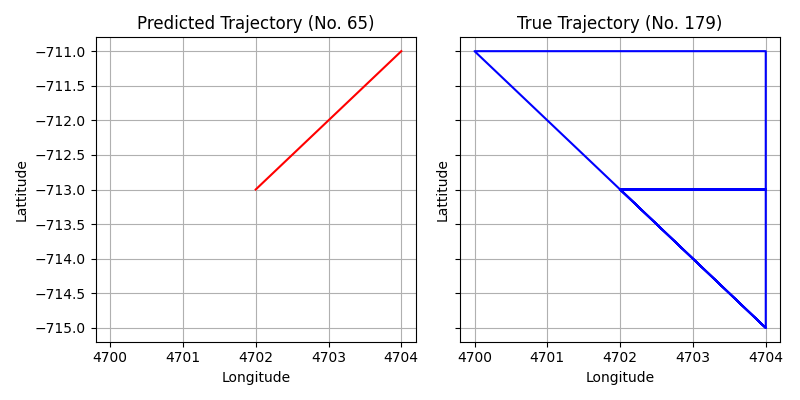 Predicted Trajectory (No. 65)
−711.0
−711.5
−712.0
−712.5
−713.0
−713.5
−714.0
−714.5
−715.0
Lattitude
4700 4701 4702 4703 4704
Longitude
True Trajectory (No. 179)
Lattitude
4700 4701 4702 4703 4704
Longitude